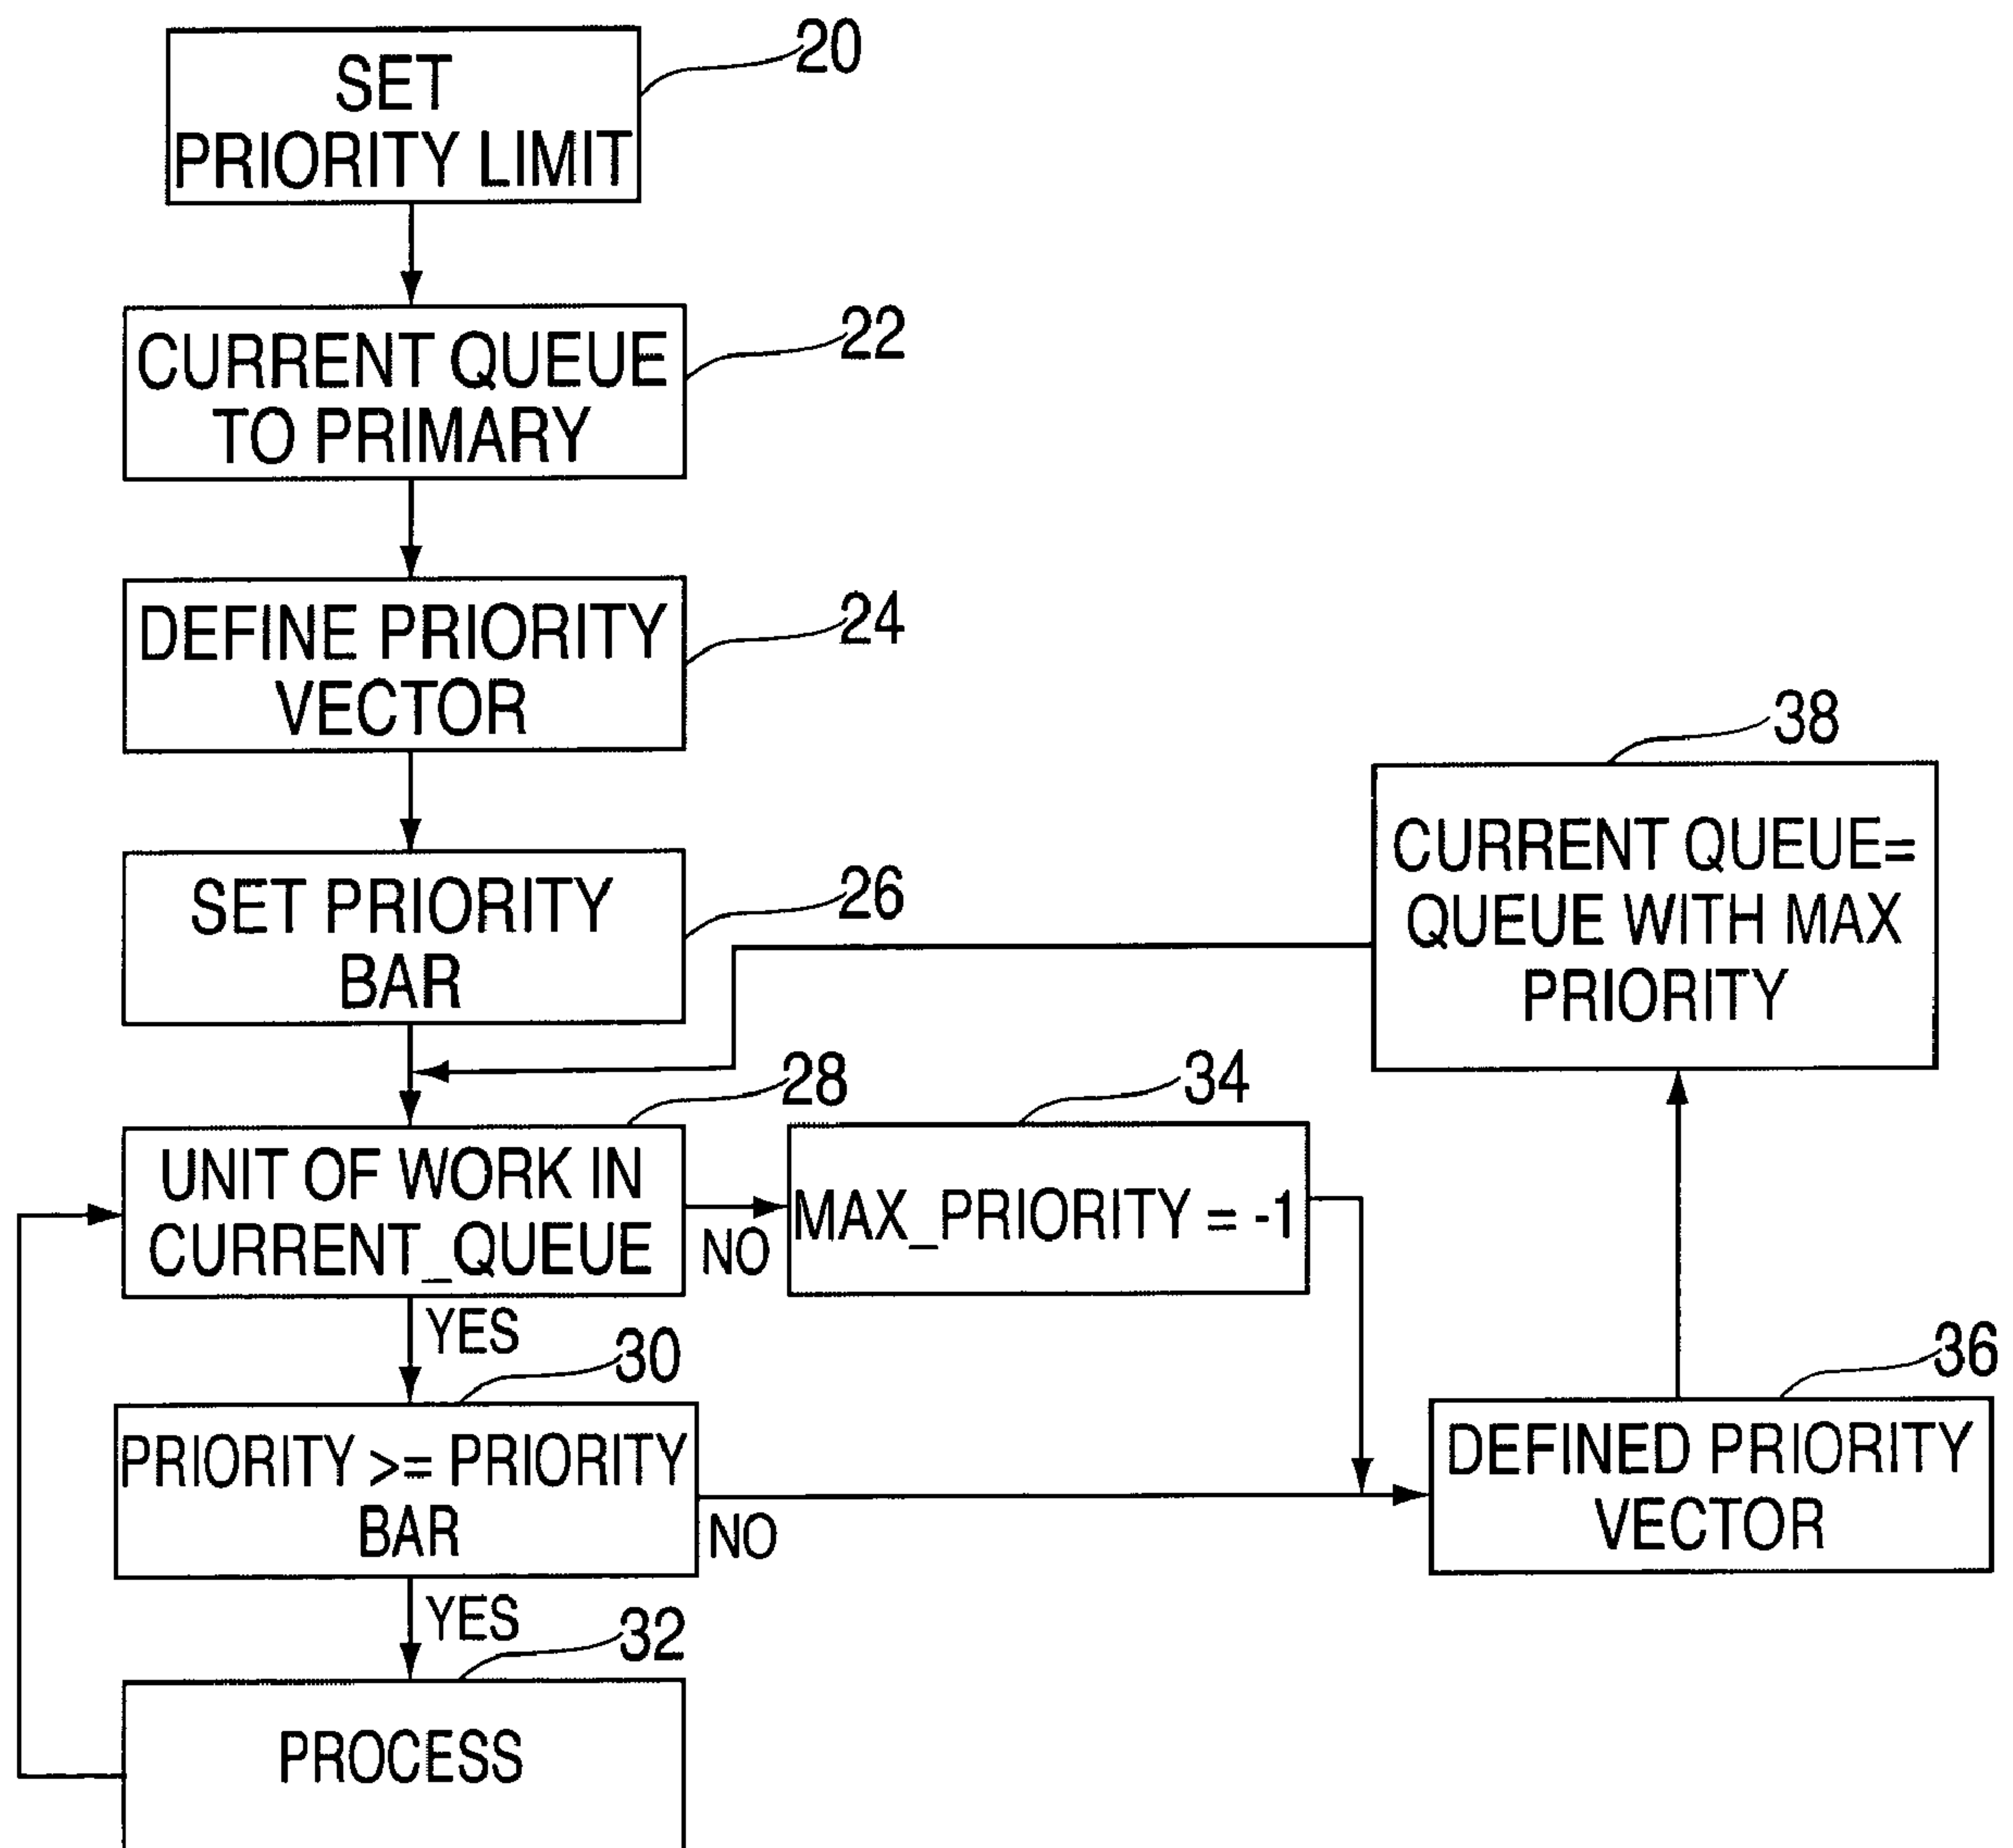 SET
PRIORITY LIMIT
20
CURRENT QUEUE
TO PRIMARY
22
DEFINE PRIORITY
VECTOR
24
SET PRIORITY
BAR
26
38
CURRENT QUEUE=
QUEUE WITH MAX
PRIORITY
UNIT OF WORK IN
CURRENT_QUEUE
28
NO
YES
34
MAX_PRIORITY = -1
PRIORITY >= PRIORITY
BAR
30
NO
YES
36
DEFINED PRIORITY
VECTOR
32
PROCESS